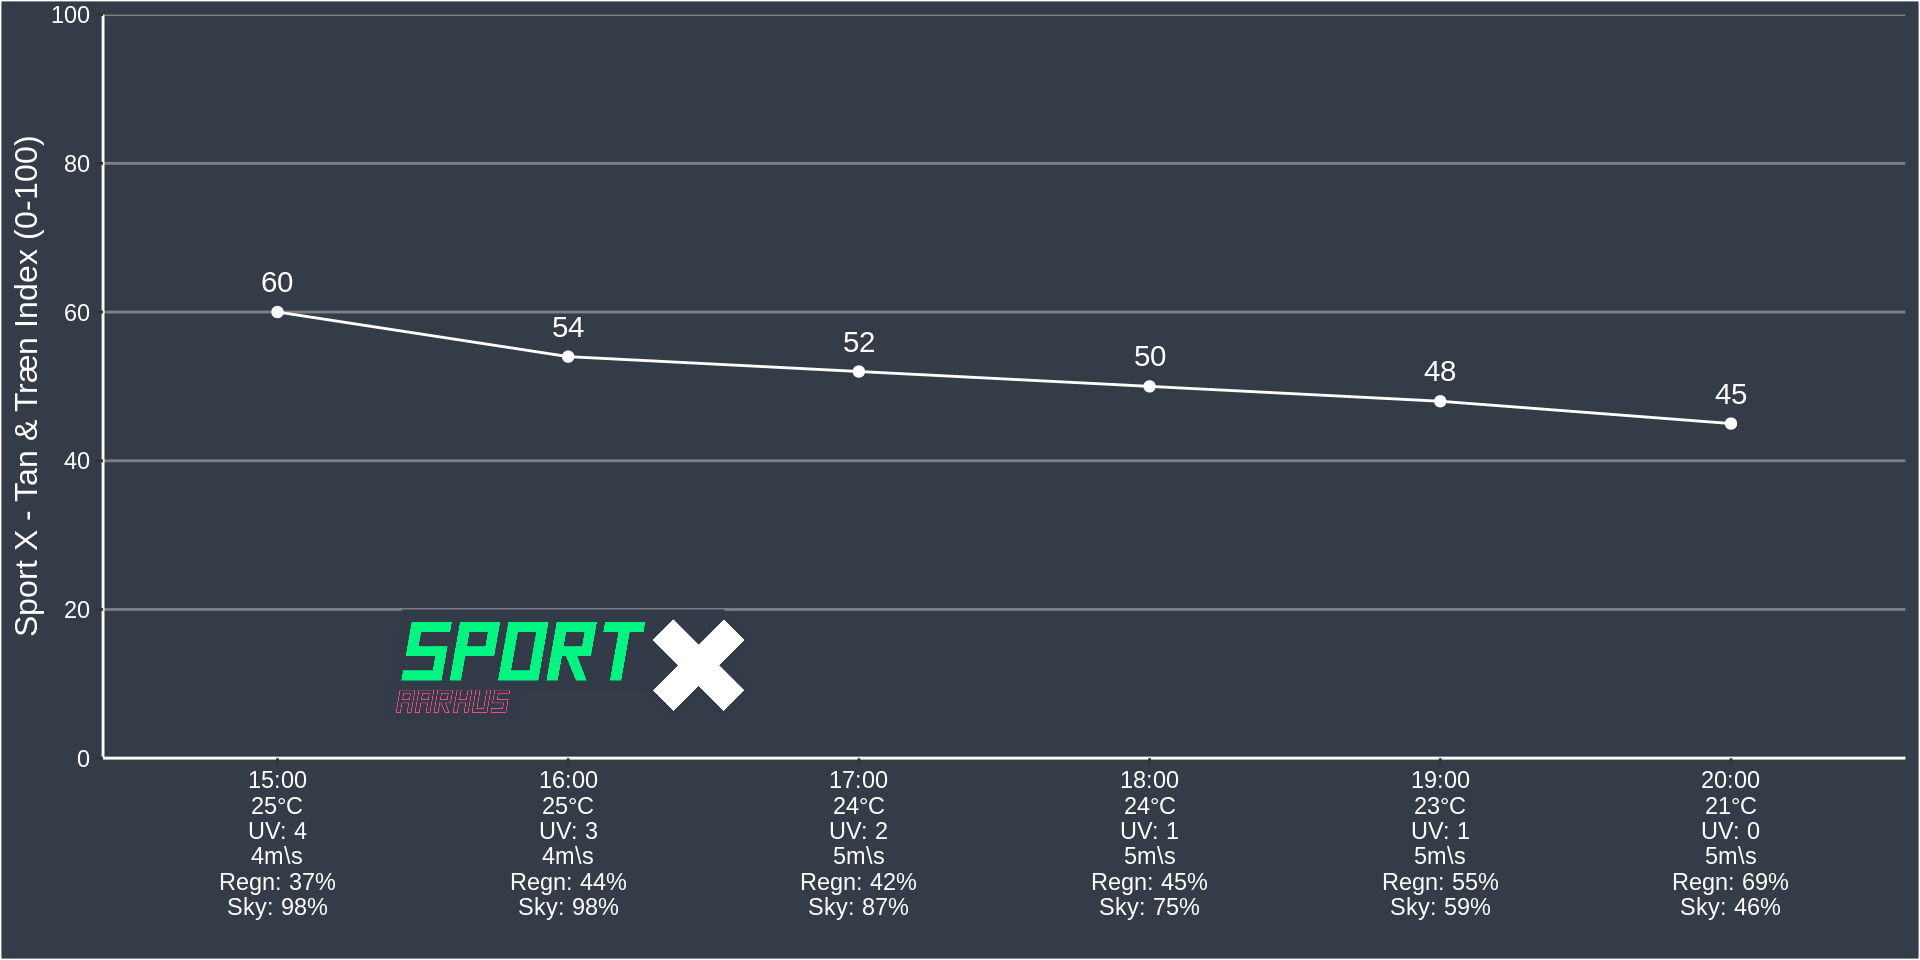 Sport X - Tan & Træn Index (0-100)
100
80
60
40
20
0
60
54
52
50
48
45
SPORT X
AARHUS
15:00
25°C
UV: 4
4m\s
Regn: 37%
Sky: 98%
16:00
25°C
UV: 3
4m\s
Regn: 44%
Sky: 98%
17:00
24°C
UV: 2
5m\s
Regn: 42%
Sky: 87%
18:00
24°C
UV: 1
5m\s
Regn: 45%
Sky: 75%
19:00
23°C
UV: 1
5m\s
Regn: 55%
Sky: 59%
20:00
21°C
UV: 0
5m\s
Regn: 69%
Sky: 46%